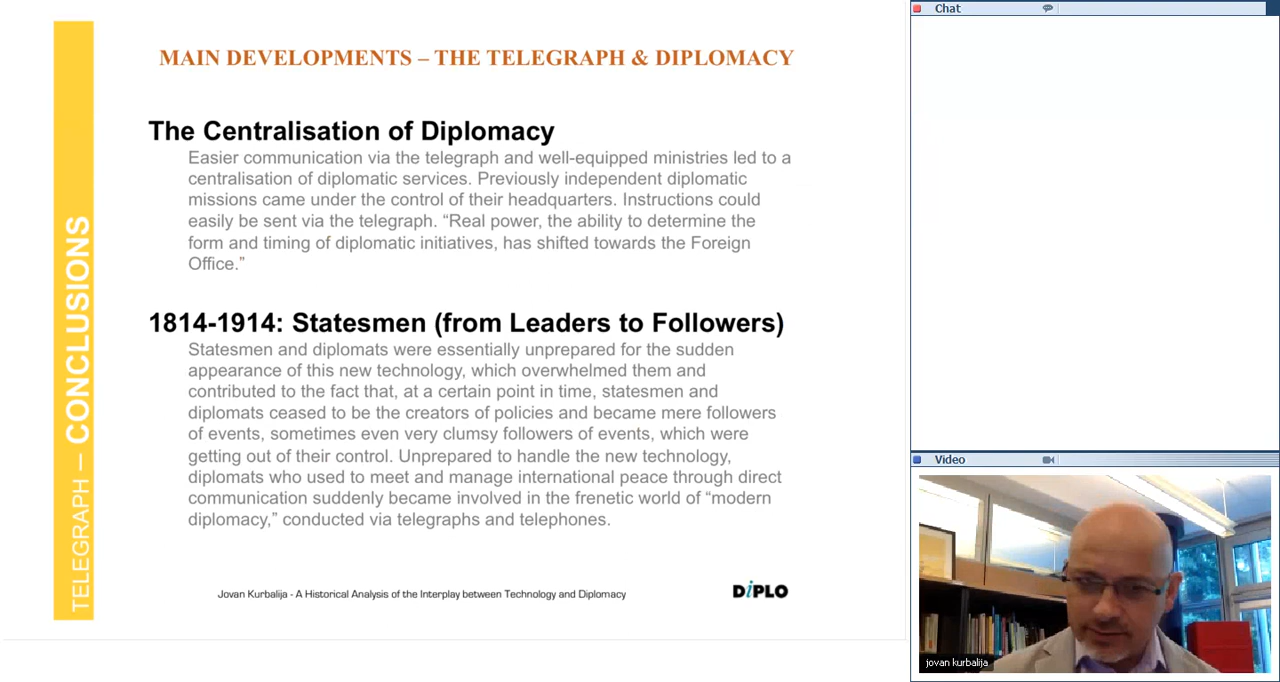 MAIN DEVELOPMENTS – THE TELEGRAPH & DIPLOMACY
The Centralisation of Diplomacy
Easier communication via the telegraph and well-equipped ministries led to a
centralisation of diplomatic services. Previously independent diplomatic
missions came under the control of their headquarters. Instructions could
easily be sent via the telegraph. “Real power, the ability to determine the
form and timing of diplomatic initiatives, has shifted towards the Foreign
Office.”
1814-1914: Statesmen (from Leaders to Followers)
Statesmen and diplomats were essentially unprepared for the sudden
appearance of this new technology, which overwhelmed them and
contributed to the fact that, at a certain point in time, statesmen and
diplomats ceased to be the creators of policies and became mere followers
of events, sometimes even very clumsy followers of events, which were
getting out of their control. Unprepared to handle the new technology,
diplomats who used to meet and manage international peace through direct
communication suddenly became involved in the frenetic world of “modern
diplomacy,” conducted via telegraphs and telephones.
TELEGRAPH – CONCLUSIONS
Jovan Kurbalija - A Historical Analysis of the Interplay between Technology and Diplomacy
DiPLO
Chat
Video
jovan kurbalija